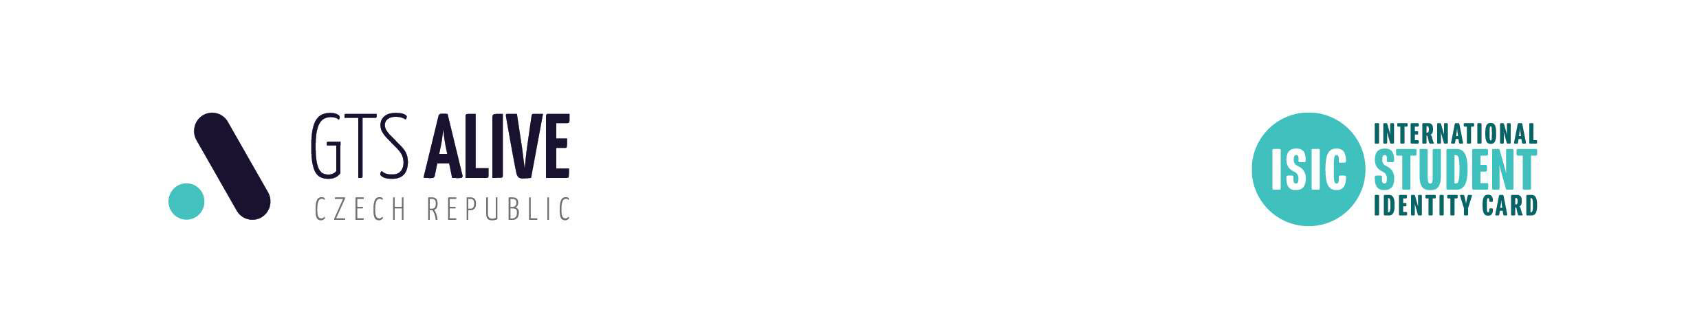 GTS ALIVE
CZECH REPUBLIC
ISIC
INTERNATIONAL
STUDENT
IDENTITY CARD